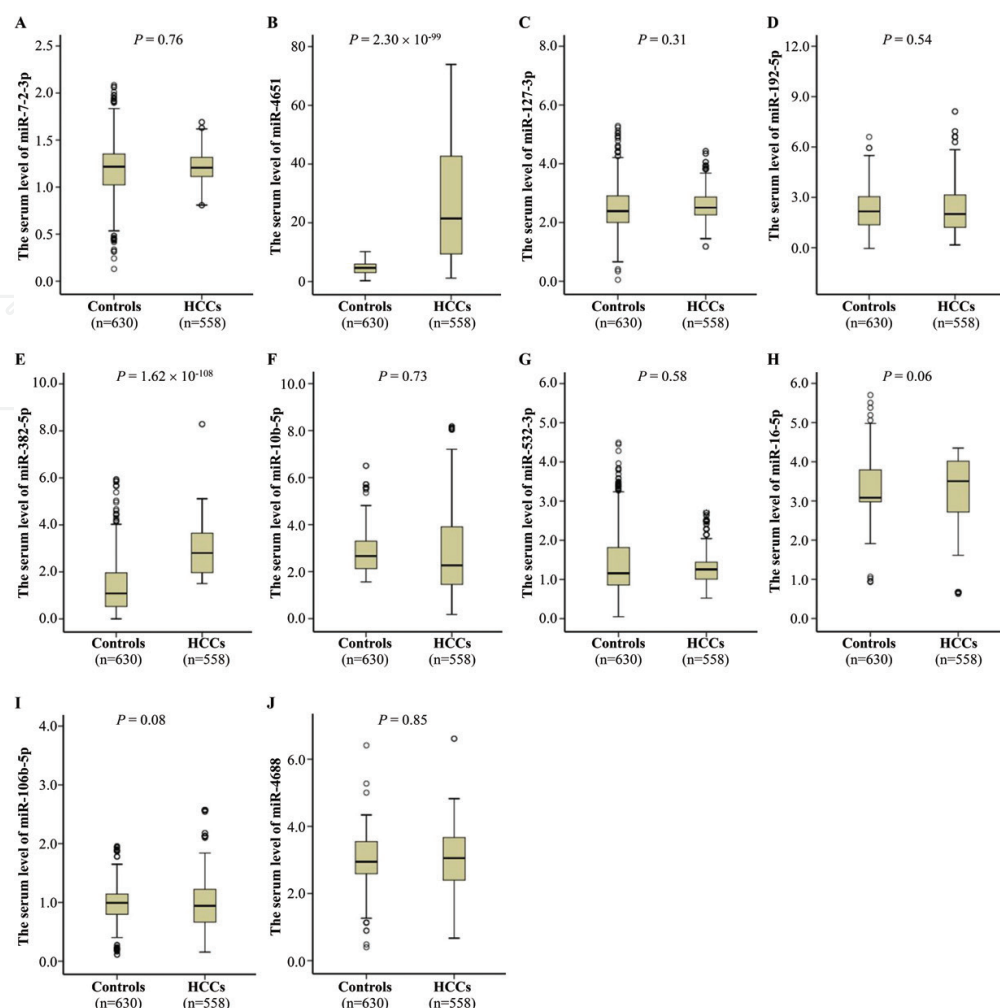 A
P = 0.76
The serum level of miR-7-2-3p
2.5
2.0
1.5
1.0
0.5
0.0
Controls
(n=630)
HCCs
(n=558)
B
P = 2.30 × 10-99
The serum level of miR-4651
80
60
40
20
0
Controls
(n=630)
HCCs
(n=558)
C
P = 0.31
The serum level of miR-127-3p
8.0
6.0
4.0
2.0
0.0
Controls
(n=630)
HCCs
(n=558)
D
P = 0.54
The serum level of miR-192-5p
12.0
9.0
6.0
3.0
0.0
Controls
(n=630)
HCCs
(n=558)
E
P = 1.62 × 10-108
The serum level of miR-382-5p
10.0
8.0
6.0
4.0
2.0
0.0
Controls
(n=630)
HCCs
(n=558)
F
P = 0.73
The serum level of miR-10b-5p
10.0
8.0
6.0
4.0
2.0
0.0
Controls
(n=630)
HCCs
(n=558)
G
P = 0.58
The serum level of miR-532-3p
6.0
5.0
4.0
3.0
2.0
1.0
0.0
Controls
(n=630)
HCCs
(n=558)
H
P = 0.06
The serum level of miR-16-5p
6.0
5.0
4.0
3.0
2.0
1.0
0.0
Controls
(n=630)
HCCs
(n=558)
I
P = 0.08
The serum level of miR-106b-5p
4.0
3.0
2.0
1.0
0.0
Controls
(n=630)
HCCs
(n=558)
J
P = 0.85
The serum level of miR-4688
6.0
4.0
2.0
0.0
Controls
(n=630)
HCCs
(n=558)